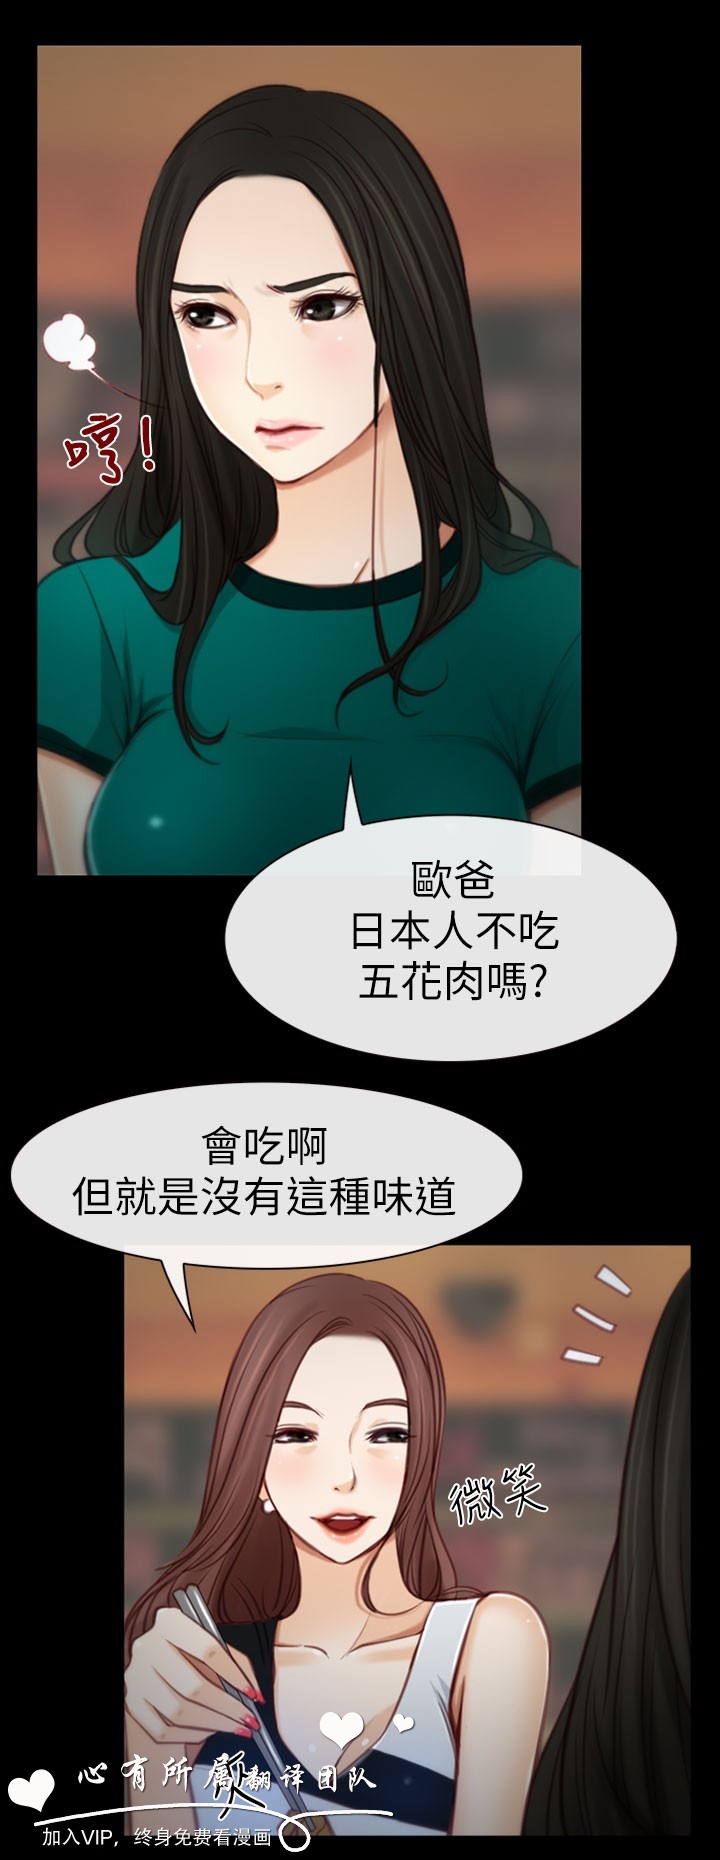 哼!
歐爸
日本人不吃
五花肉嗎?
會吃啊
但就是沒有這種味道
微笑
心有所属翻译团队
加入VIP，终身免费看漫画